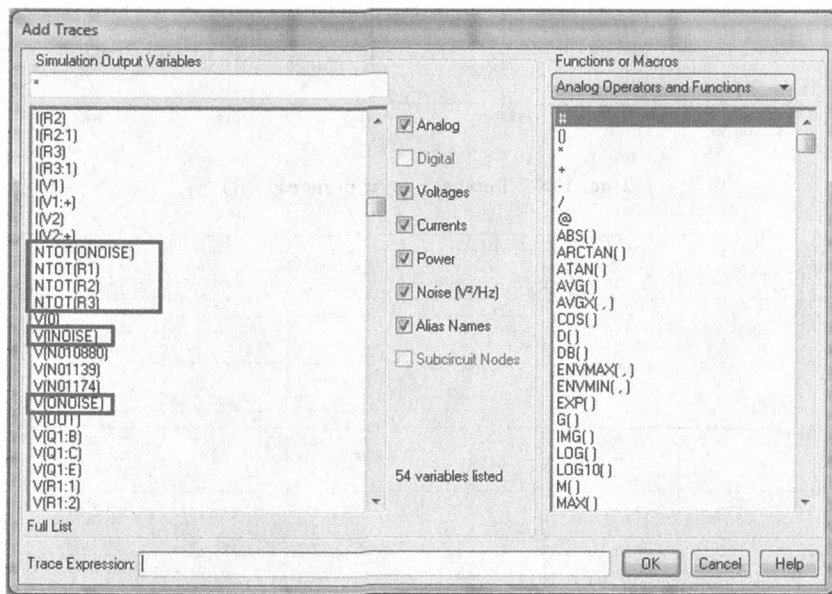 Add Traces
Simulation Output Variables
*
I(R2)
I(R2:1)
I(R3)
I(R3:1)
I(V1)
I(V1:+)
I(V2)
I(V2:+)
NTOT(ONOISE)
NTOT(R1)
NTOT(R2)
NTOT(R3)
V(0)
V(INOISE)
V(N010880)
V(N01139)
V(N01174)
V(ONOISE)
V(OUT)
V(Q1:B)
V(Q1:C)
V(Q1:E)
V(R1:1)
V(R1:2)
Full List
Analog
Digital
Voltages
Currents
Power
Noise (V²/Hz)
Alias Names
Subcircuit Nodes
54 variables listed
Functions or Macros
Analog Operators and Functions
#
()
*
+
-
/
@
ABS( )
ARCTAN( )
ATAN( )
AVG( )
AVGX( , )
COS( )
D( )
DB( )
ENVMAX( , )
ENVMIN( , )
EXP( )
G( )
IMG( )
LOG( )
LOG10( )
M( )
MAX( )
Trace Expression:
OK
Cancel
Help